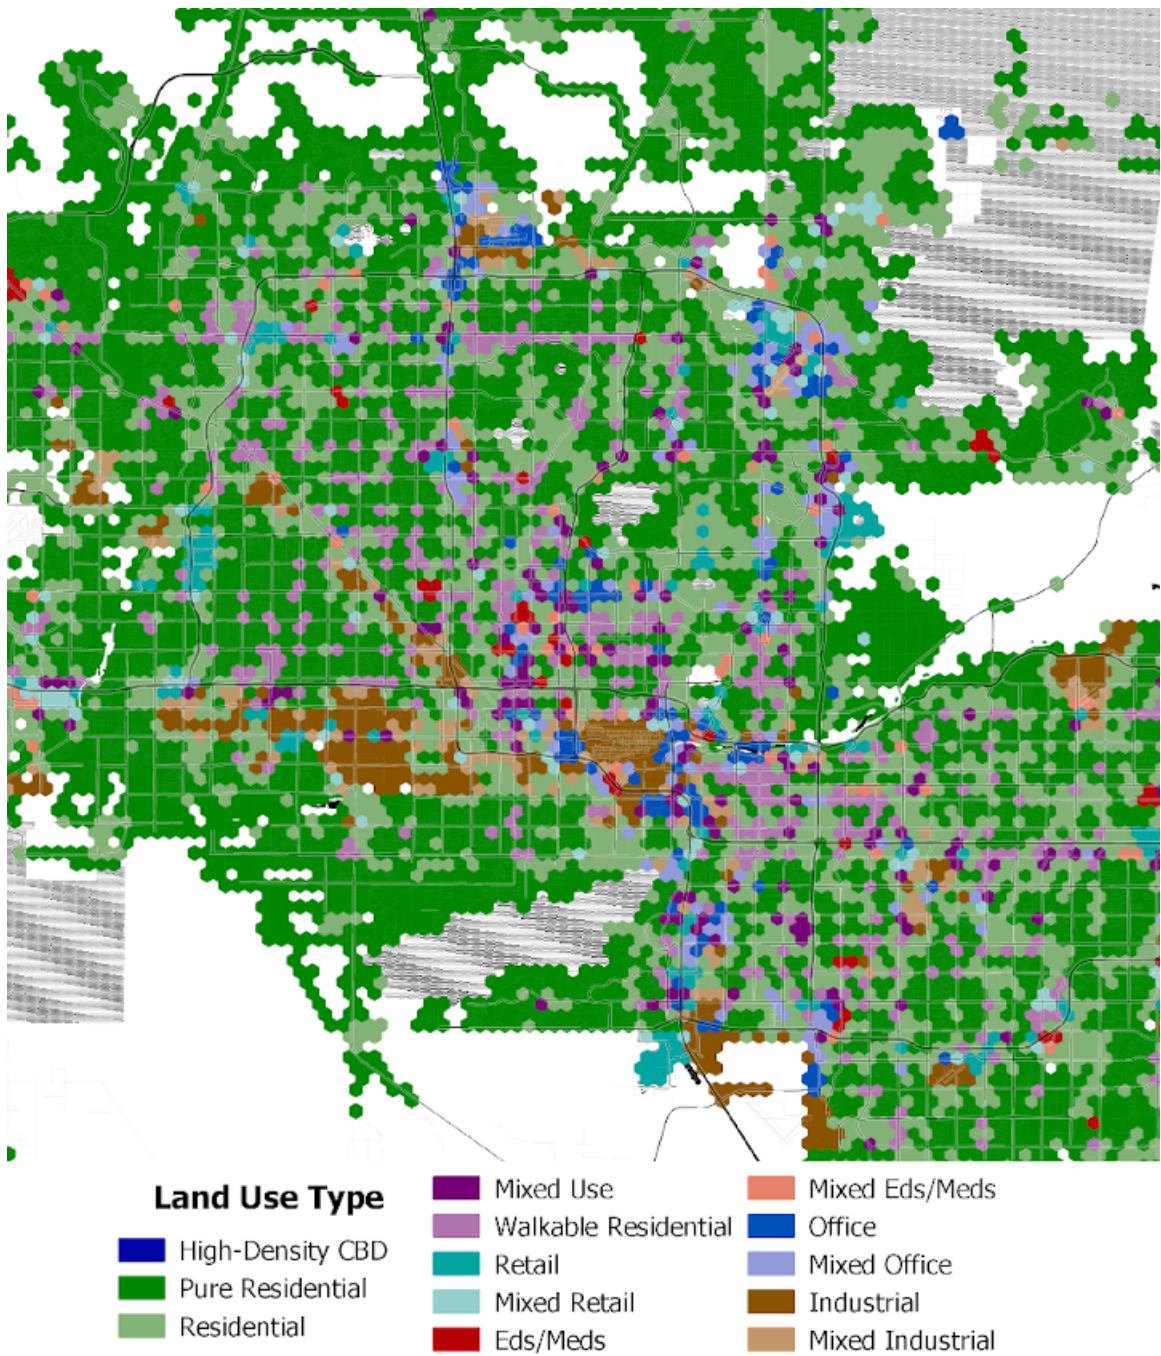 Land Use Type
High-Density CBD
Pure Residential
Residential
Mixed Use
Walkable Residential
Retail
Mixed Retail
Eds/Meds
Mixed Eds/Meds
Office
Mixed Office
Industrial
Mixed Industrial